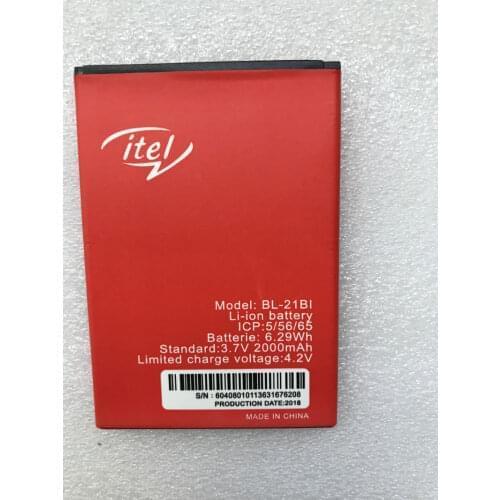 itel
Model: BL-21BI
Li-ion battery
ICP:5/56/65
Batterie: 6.29Wh
Standard:3.7V 2000mAh
Limited charge voltage:4.2V
S/N : 60408010113631676208
PRODUCTION DATE:2018
MADE IN CHINA